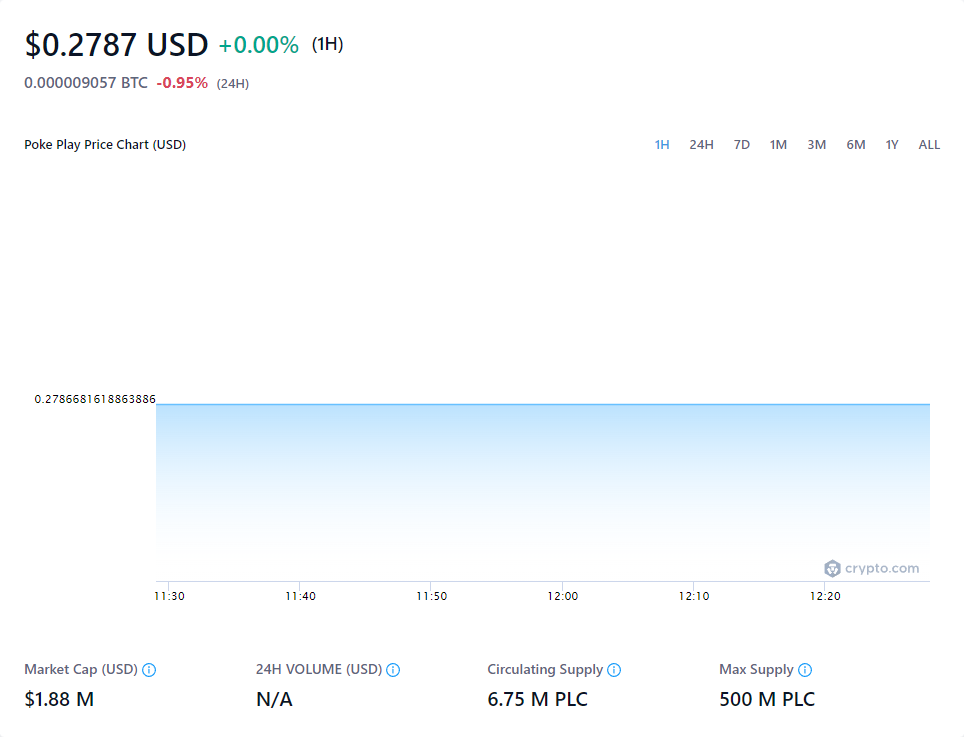 $0.2787 USD +0.00% (1H)
0.000009057 BTC -0.95% (24H)
Poke Play Price Chart (USD) 1H 24H 7D 1M 3M 6M 1Y ALL
0.2786681618863886
crypto.com
11:30 11:40 11:50 12:00 12:10 12:20
Market Cap (USD) 24H VOLUME (USD) Circulating Supply Max Supply
$1.88 M N/A 6.75 M PLC 500 M PLC